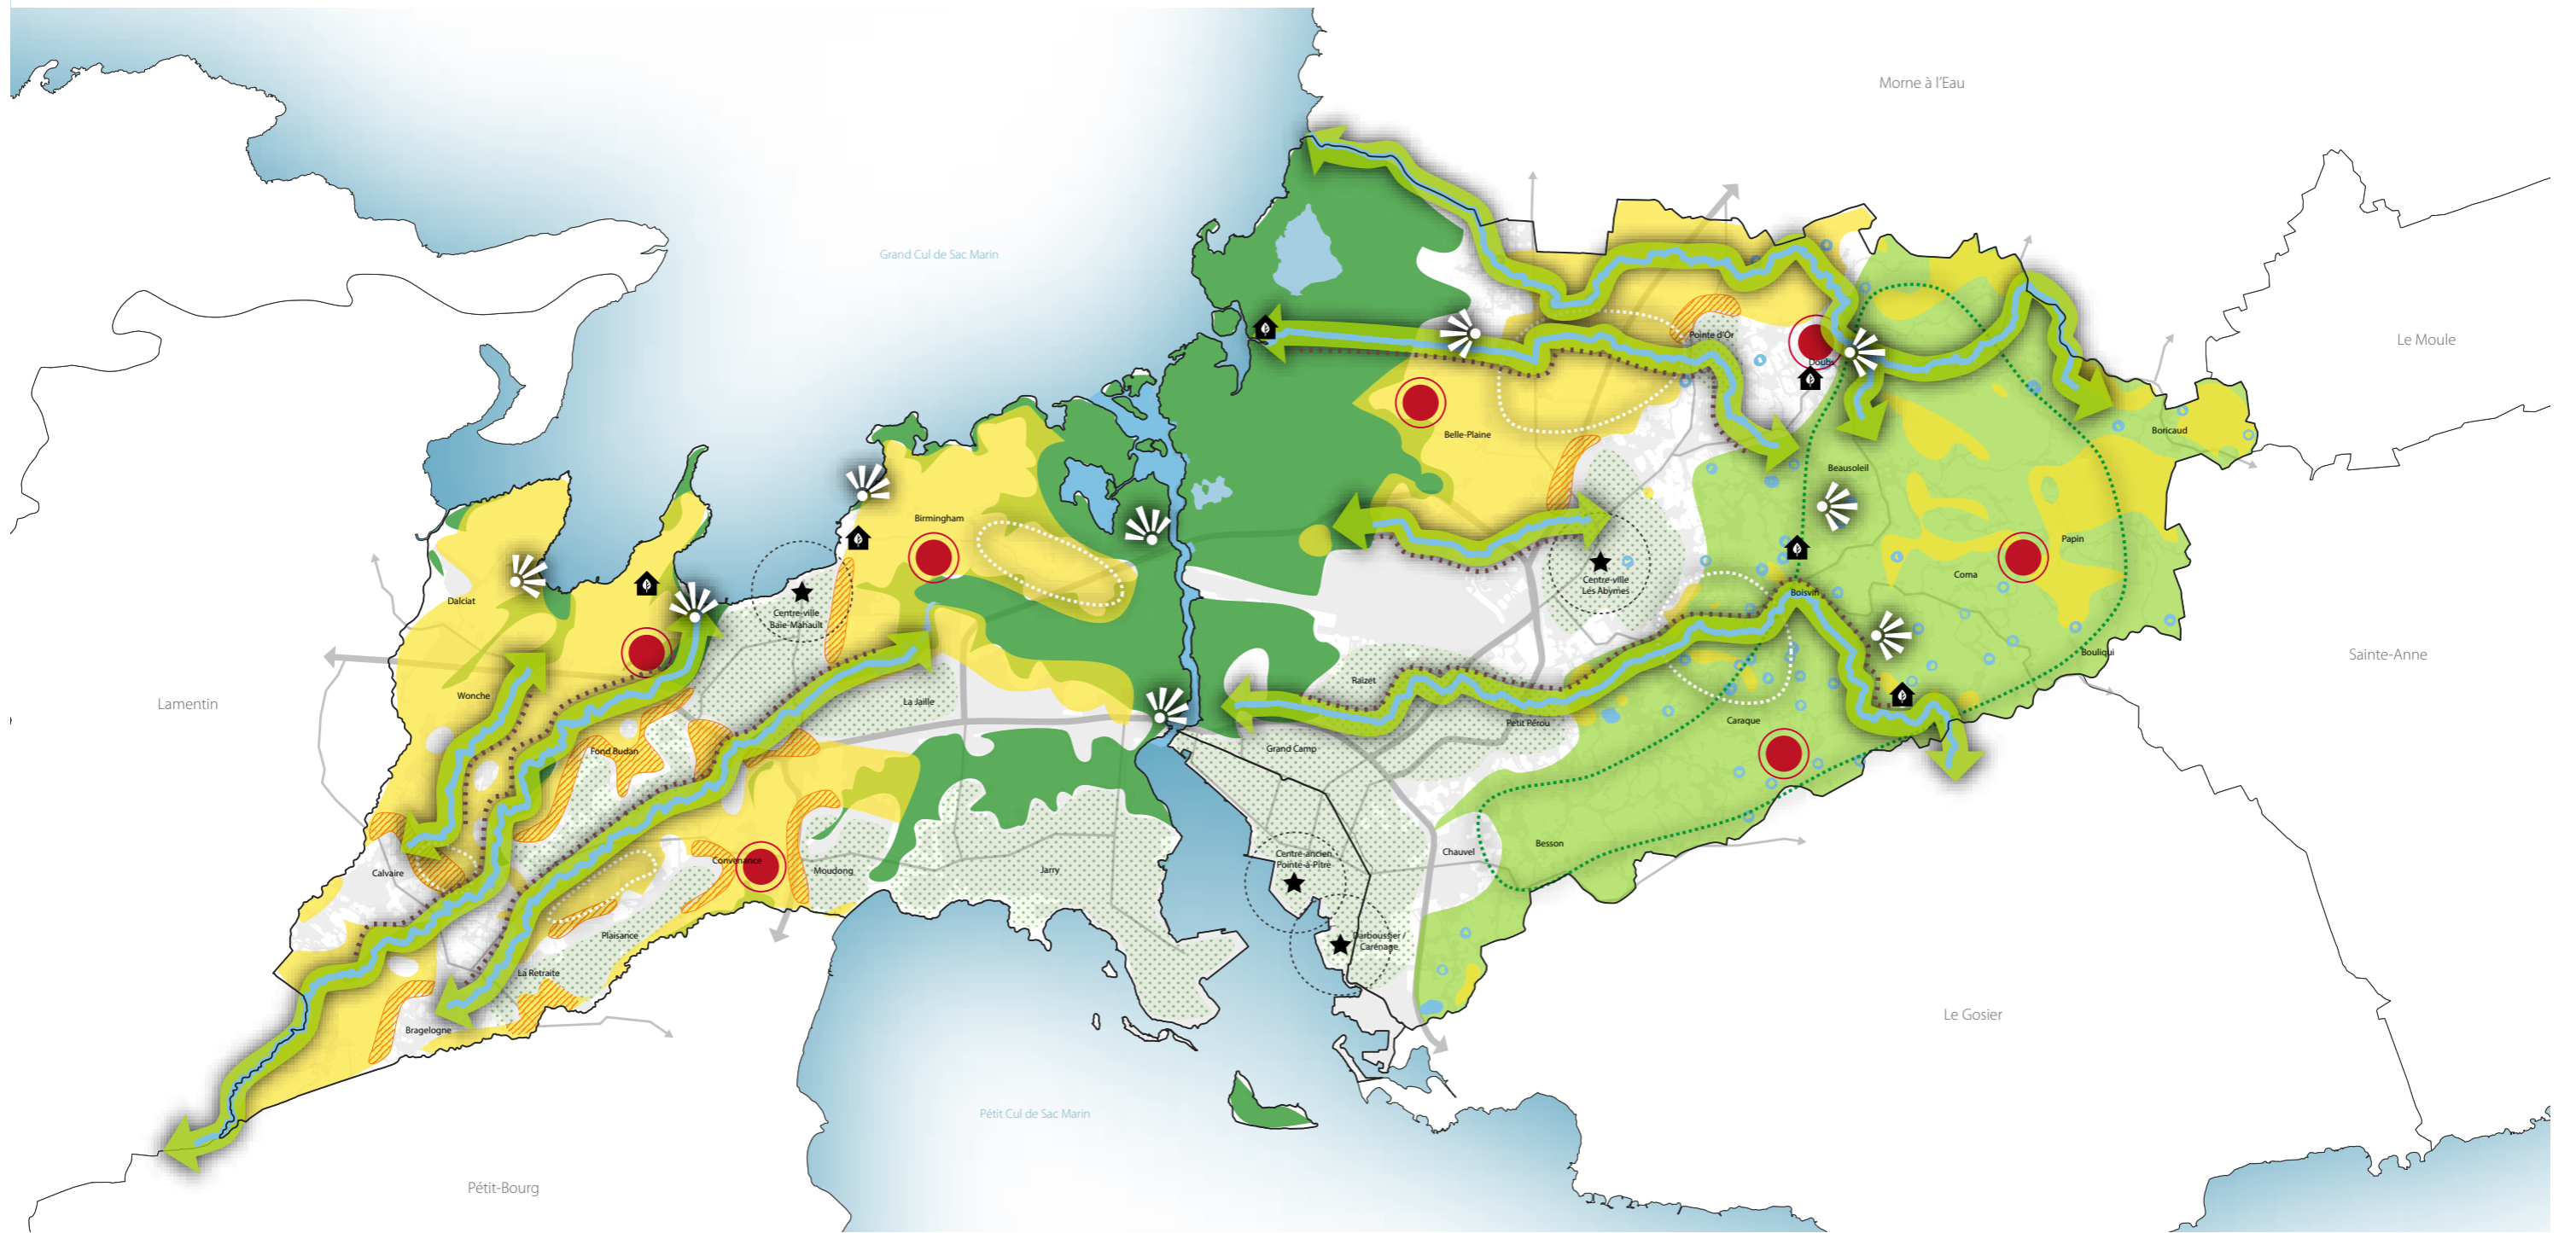 Morne à l'Eau
Grand Cul de Sac Marin
Le Moule
Pointe d'Or
Doubs
Belle-Plaine
Boricaud
Beausoleil
Birmingham
Papin
Coma
Centre-ville
Les Abymes
Boisvin
Dalciat
Centre-ville
Baie-Mahault
Bouliqui
Sainte-Anne
Raizet
Wonche
Lamentin
La Jaille
Caraque
Petit Pérou
Fond Budan
Grand Camp
Besson
Chauvel
Centre-ancien
Pointe-à-Pitre
Convenance
Moudong
Jarry
Calvaire
Plaisance
Darboussier /
Carénage
La Retraite
Le Gosier
Bragelogne
Pétit Cul de Sac Marin
Pétit-Bourg